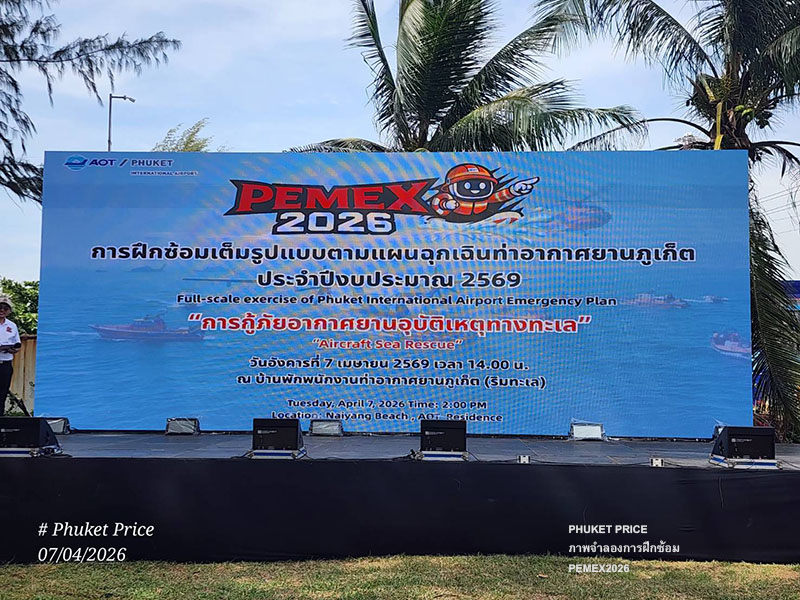 AOT / PHUKET
INTERNATIONAL AIRPORT
PEMEX
2026
การฝึกซ้อมเต็มรูปแบบตามแผนฉุกเฉินท่าอากาศยานภูเก็ต
ประจำปีงบประมาณ 2569
Full-scale exercise of Phuket International Airport Emergency Plan
“การกู้ภัยอากาศยานอุบัติเหตุทางทะเล”
“Aircraft Sea Rescue”
วันอังคารที่ 7 เมษายน 2569 เวลา 14.00 น.
ณ บ้านพักพนักงานท่าอากาศยานภูเก็ต (ริมทะเล)
Tuesday, April 7, 2026 Time: 2:00 PM
Location: Naiyang Beach , AOT Residence
# Phuket Price
07/04/2026
PHUKET PRICE
ภาพจำลองการฝึกซ้อม
PEMEX2026